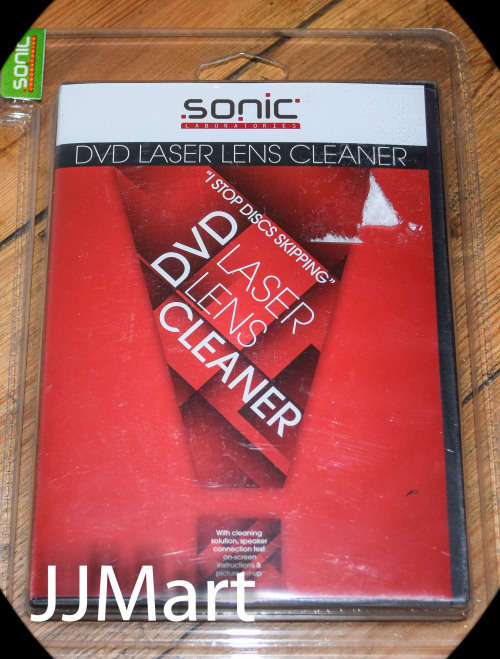 SONIC
sonic
LABORATORIES
DVD LASER LENS CLEANER
"I STOP DISCS SKIPPING"
DVD
LASER
LENS
CLEANER
With cleaning
solution, speaker
connection test
on-screen
instructions &
JJMart